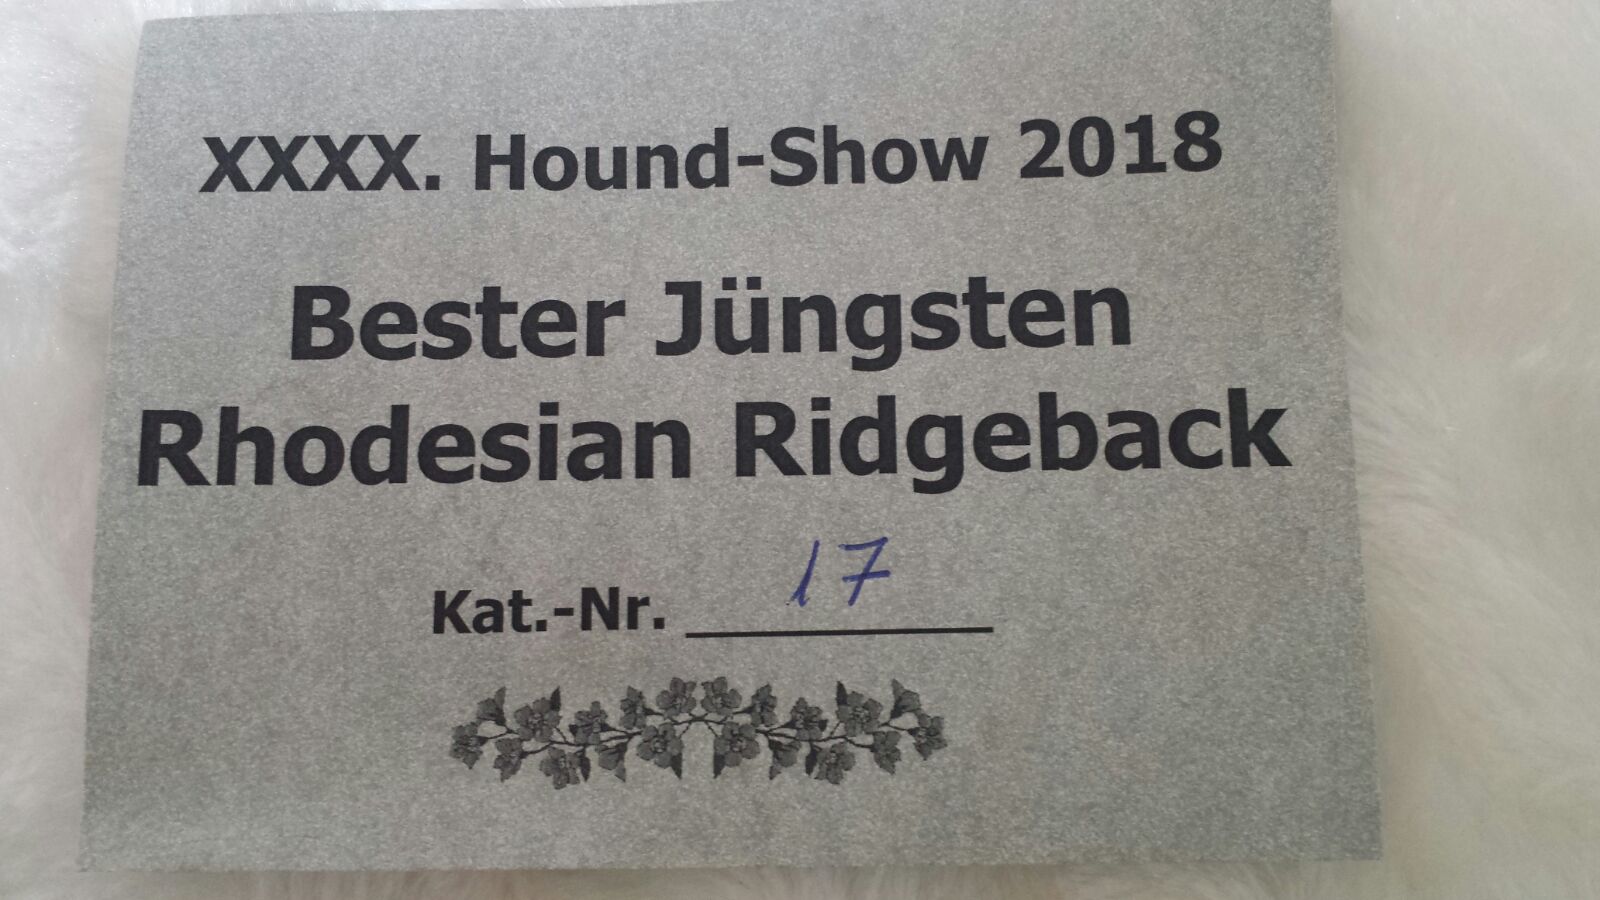 XXXX. Hound-Show 2018
Bester Jüngsten
Rhodesian Ridgeback
Kat.-Nr. 17